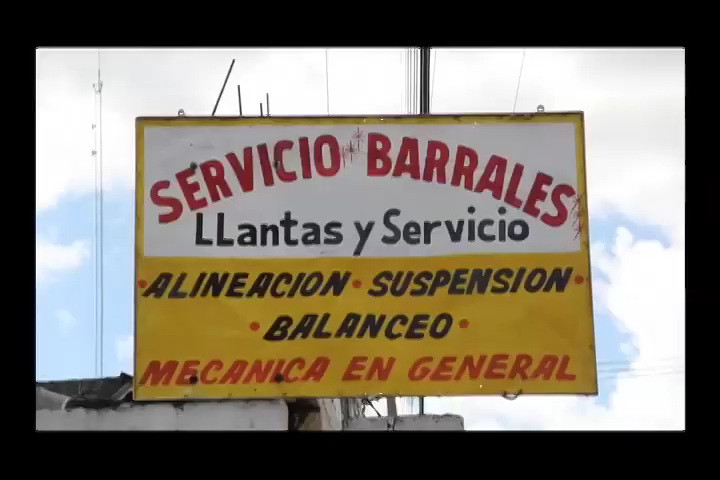 SERVICIO BARRALES
LLantas y Servicio
·ALINEACION·SUSPENSION·
·BALANCEO·
MECANICA EN GENERAL